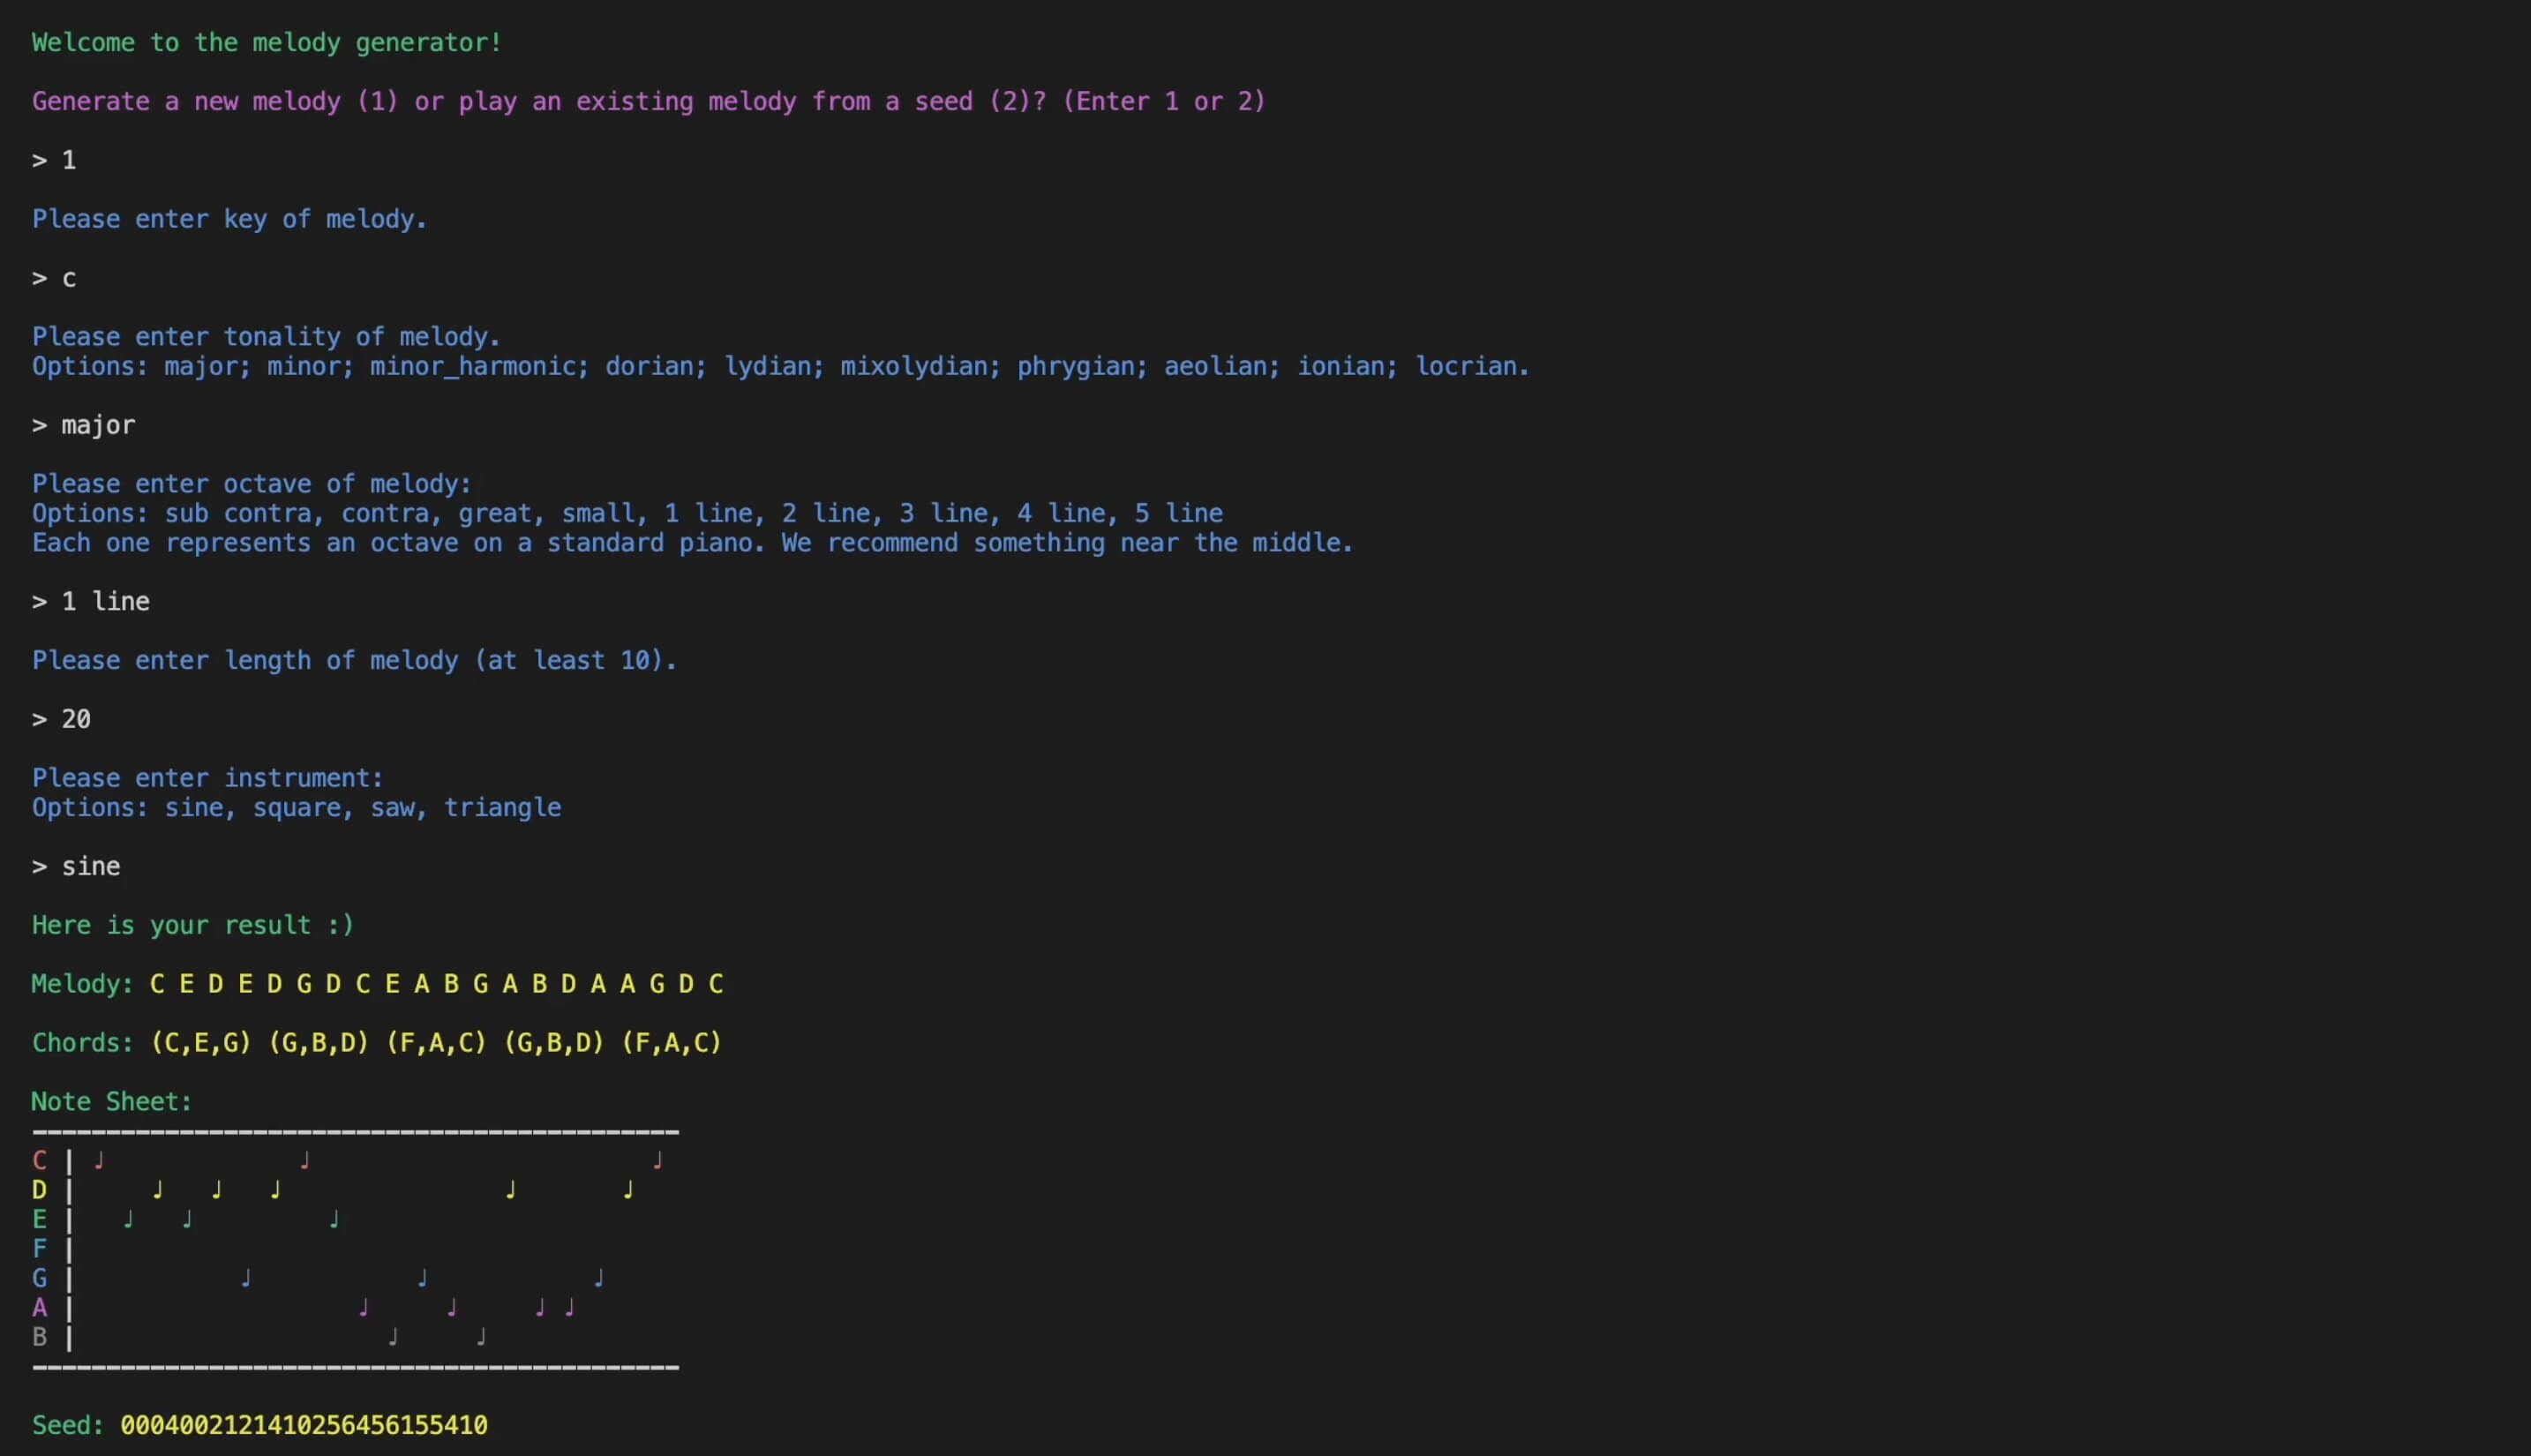 Welcome to the melody generator!
Generate a new melody (1) or play an existing melody from a seed (2)? (Enter 1 or 2)
> 1
Please enter key of melody.
> c
Please enter tonality of melody.
Options: major; minor; minor_harmonic; dorian; lydian; mixolydian; phrygian; aeolian; ionian; locrian.
> major
Please enter octave of melody:
Options: sub contra, contra, great, small, 1 line, 2 line, 3 line, 4 line, 5 line
Each one represents an octave on a standard piano. We recommend something near the middle.
> 1 line
Please enter length of melody (at least 10).
> 20
Please enter instrument:
Options: sine, square, saw, triangle
> sine
Here is your result :)
Melody: C E D E D G D C E A B G A B D A A G D C
Chords: (C,E,G) (G,B,D) (F,A,C) (G,B,D) (F,A,C)
Note Sheet:
C | ♩ ♩ ♩
D | ♩ ♩ ♩ ♩ ♩
E | ♩ ♩ ♩
F |
G | ♩ ♩ ♩
A | ♩ ♩ ♩ ♩
B | ♩ ♩
Seed: 0004002121410256456155410